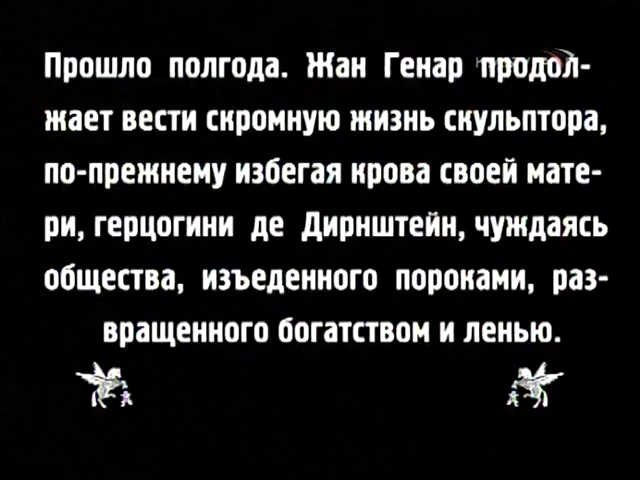 Прошло полгода. Жан Генар продол-
жает вести скромную жизнь скульптора,
по-прежнему избегая крова своей мате-
ри, герцогини де Дирнштейн, чуждаясь
общества, изъеденного пороками, раз-
вращенного богатством и ленью.